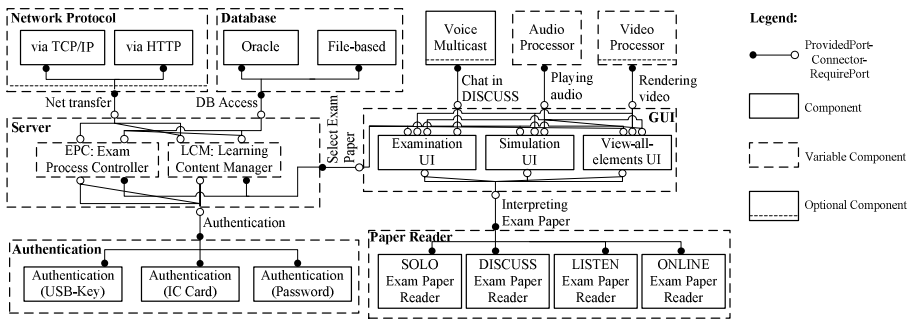 Network Protocol
via TCP/IP
via HTTP
Database
Oracle
File-based
Voice
Multicast
Audio
Processor
Video
Processor
Legend:
ProvidedPort-
Connector-
RequirePort
Component
Variable Component
Optional Component
Net transfer
DB Access
Chat in
DISCUSS
Playing
audio
Rendering
video
Server
EPC: Exam
Process Controller
LCM: Learning
Content Manager
Select Exam
Paper
GUI
Examination
UI
Simulation
UI
View-all-
elements UI
Authentication
Interpreting
Exam Paper
Authentication
Authentication
(USB-Key)
Authentication
(IC Card)
Authentication
(Password)
Paper Reader
SOLO
Exam Paper
Reader
DISCUSS
Exam Paper
Reader
LISTEN
Exam Paper
Reader
ONLINE
Exam Paper
Reader